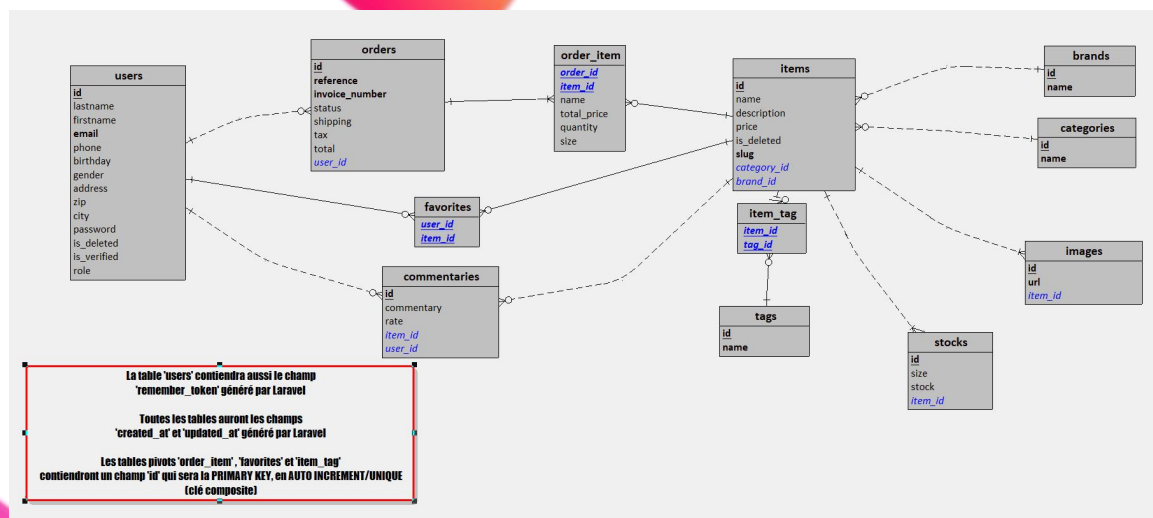 users
id
lastname
firstname
email
phone
birthday
gender
address
zip
city
password
is_deleted
is_verified
role
orders
id
reference
invoice_number
status
shipping
tax
total
user_id
order_item
order_id
item_id
name
total_price
quantity
size
items
id
name
description
price
is_deleted
slug
category_id
brand_id
brands
id
name
categories
id
name
favorites
user_id
item_id
item_tag
item_id
tag_id
images
id
url
item_id
commentaries
id
commentary
rate
item_id
user_id
tags
id
name
stocks
id
size
stock
item_id
La table 'users' contiendra aussi le champ
'remember_token' généré par Laravel
Toutes les tables auront les champs
'created_at' et 'updated_at' généré par Laravel
Les tables pivots 'order_item' , 'favorites' et 'item_tag'
contiendront un champ 'id' qui sera la PRIMARY KEY, en AUTO INCREMENT/UNIQUE
(clé composite)